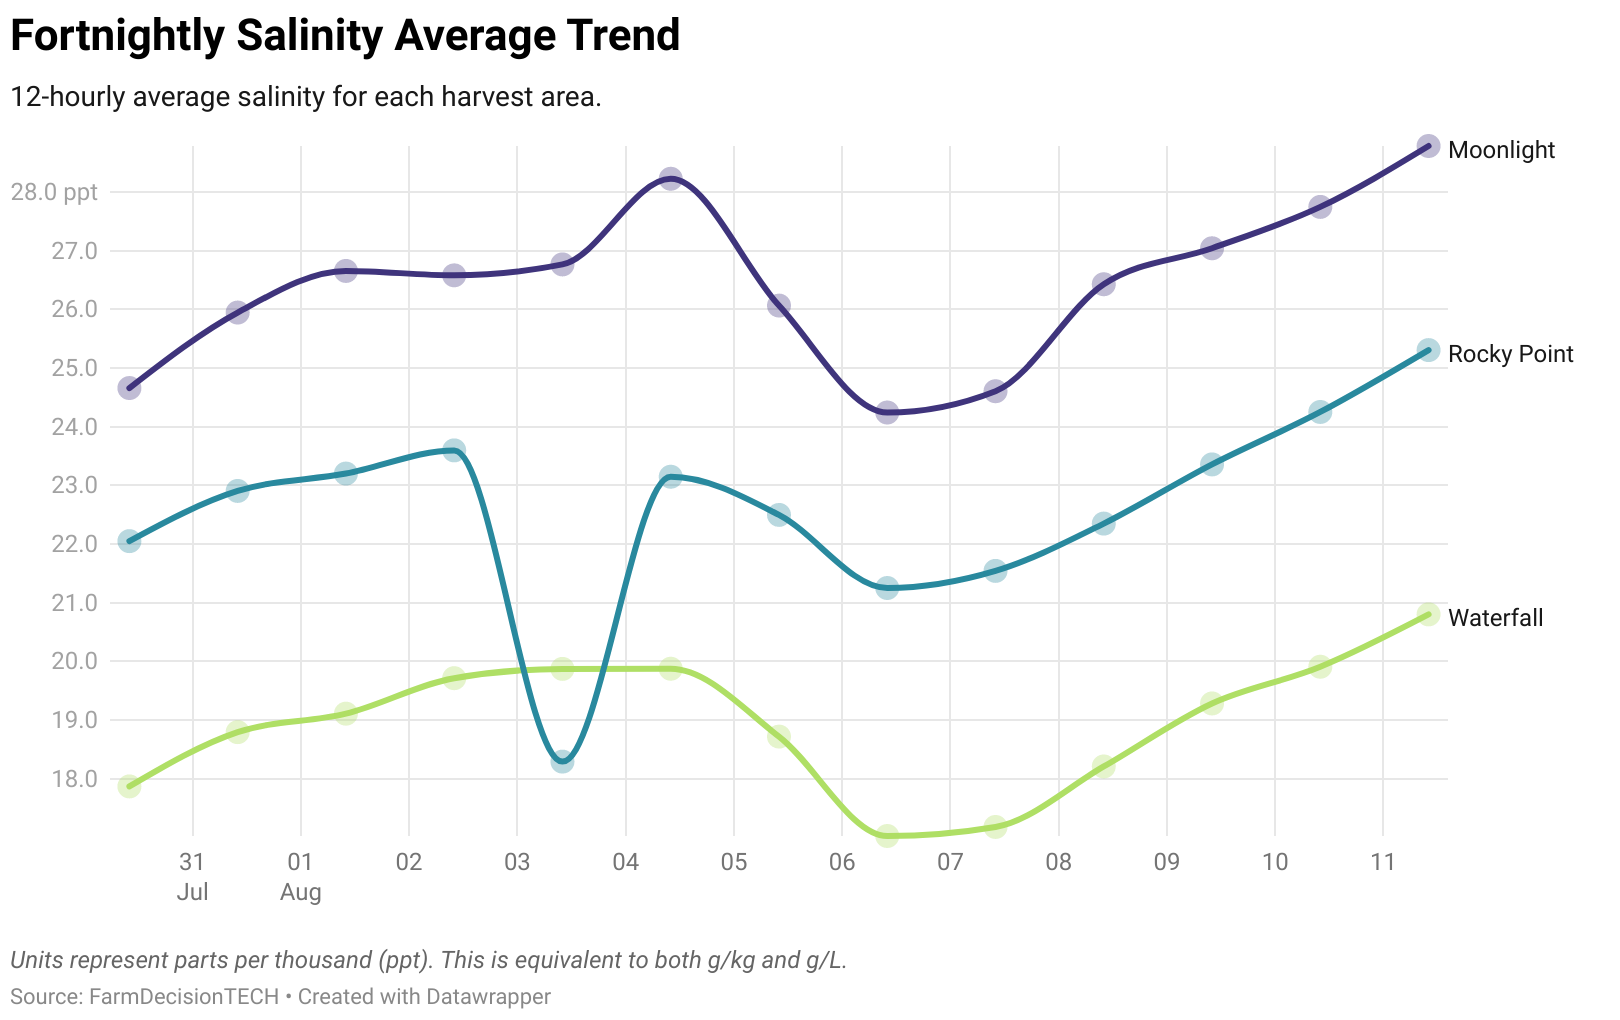 Fortnightly Salinity Average Trend
12-hourly average salinity for each harvest area.
Moonlight
28.0 ppt
27.0
26.0
25.0
Rocky Point
24.0
23.0
22.0
21.0
Waterfall
20.0
19.0
18.0
31 01 02 03 04 05 06 07 08 09 10 11
Jul Aug
Units represent parts per thousand (ppt). This is equivalent to both g/kg and g/L.
Source: FarmDecisionTECH • Created with Datawrapper